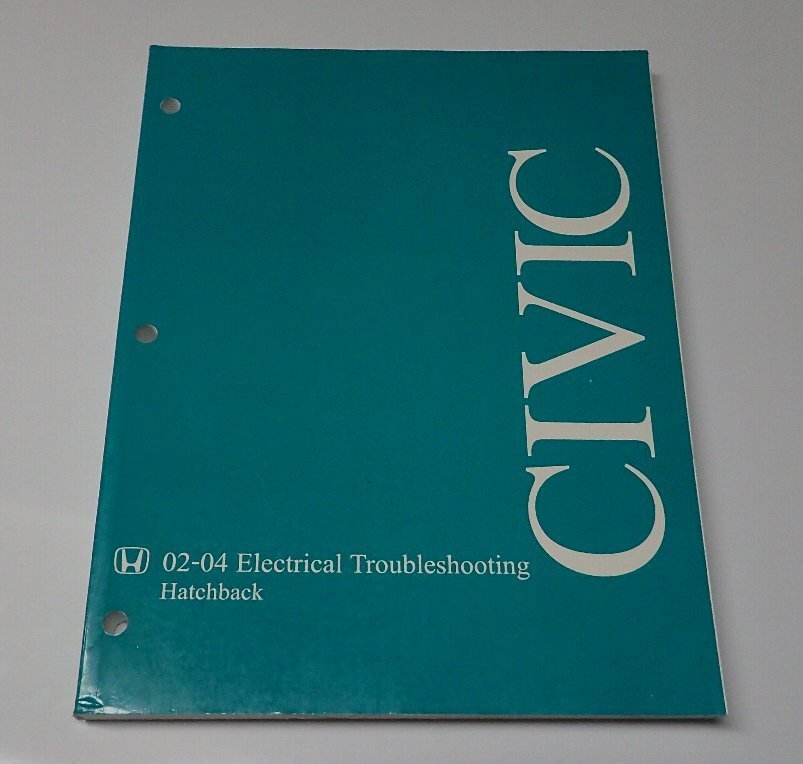 CIVIC
02-04 Electrical Troubleshooting
Hatchback